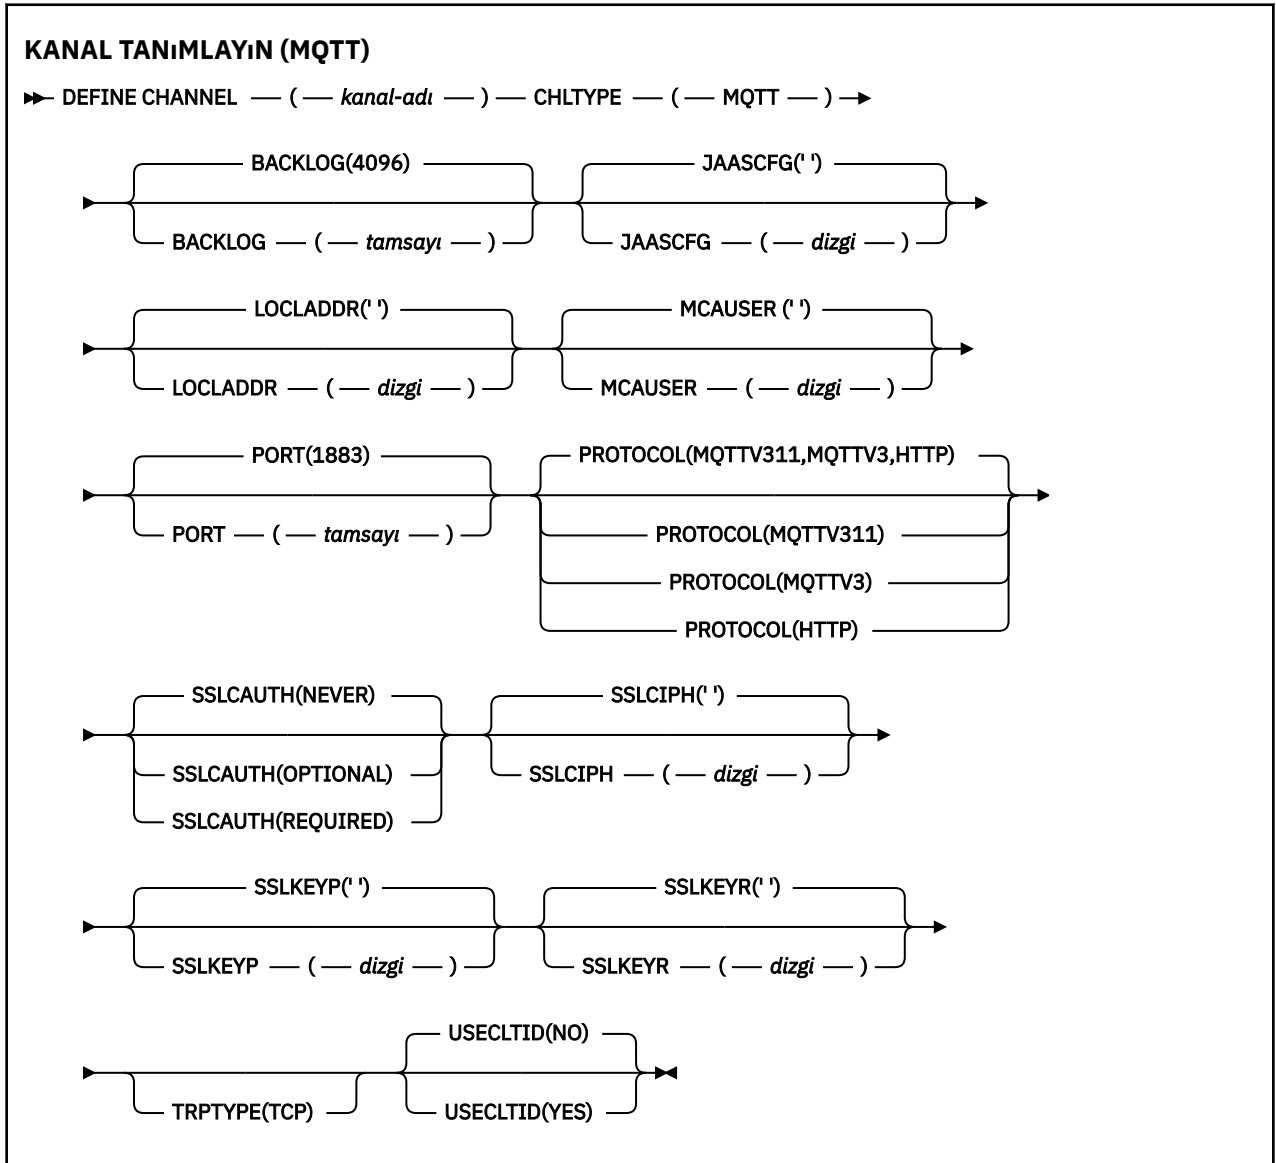 KANAL TANıMLAYıN (MQTT)
DEFINE CHANNEL ( kanal-adı ) CHLTYPE ( MQTT )
BACKLOG(4096) JAASCFG(' ')
BACKLOG ( tamsayı ) JAASCFG ( dizgi )
LOCLADDR(' ') MCAUSER (' ')
LOCLADDR ( dizgi ) MCAUSER ( dizgi )
PORT(1883) PROTOCOL(MQTTV311,MQTTV3,HTTP)
PORT ( tamsayı ) PROTOCOL(MQTTV311)
PROTOCOL(MQTTV3)
PROTOCOL(HTTP)
SSLCAUTH(NEVER) SSLCIPH(' ')
SSLCAUTH(OPTIONAL) SSLCIPH ( dizgi )
SSLCAUTH(REQUIRED)
SSLKEYP(' ') SSLKEYR(' ')
SSLKEYP ( dizgi ) SSLKEYR ( dizgi )
USECLTID(NO)
TRPTYPE(TCP) USECLTID(YES)